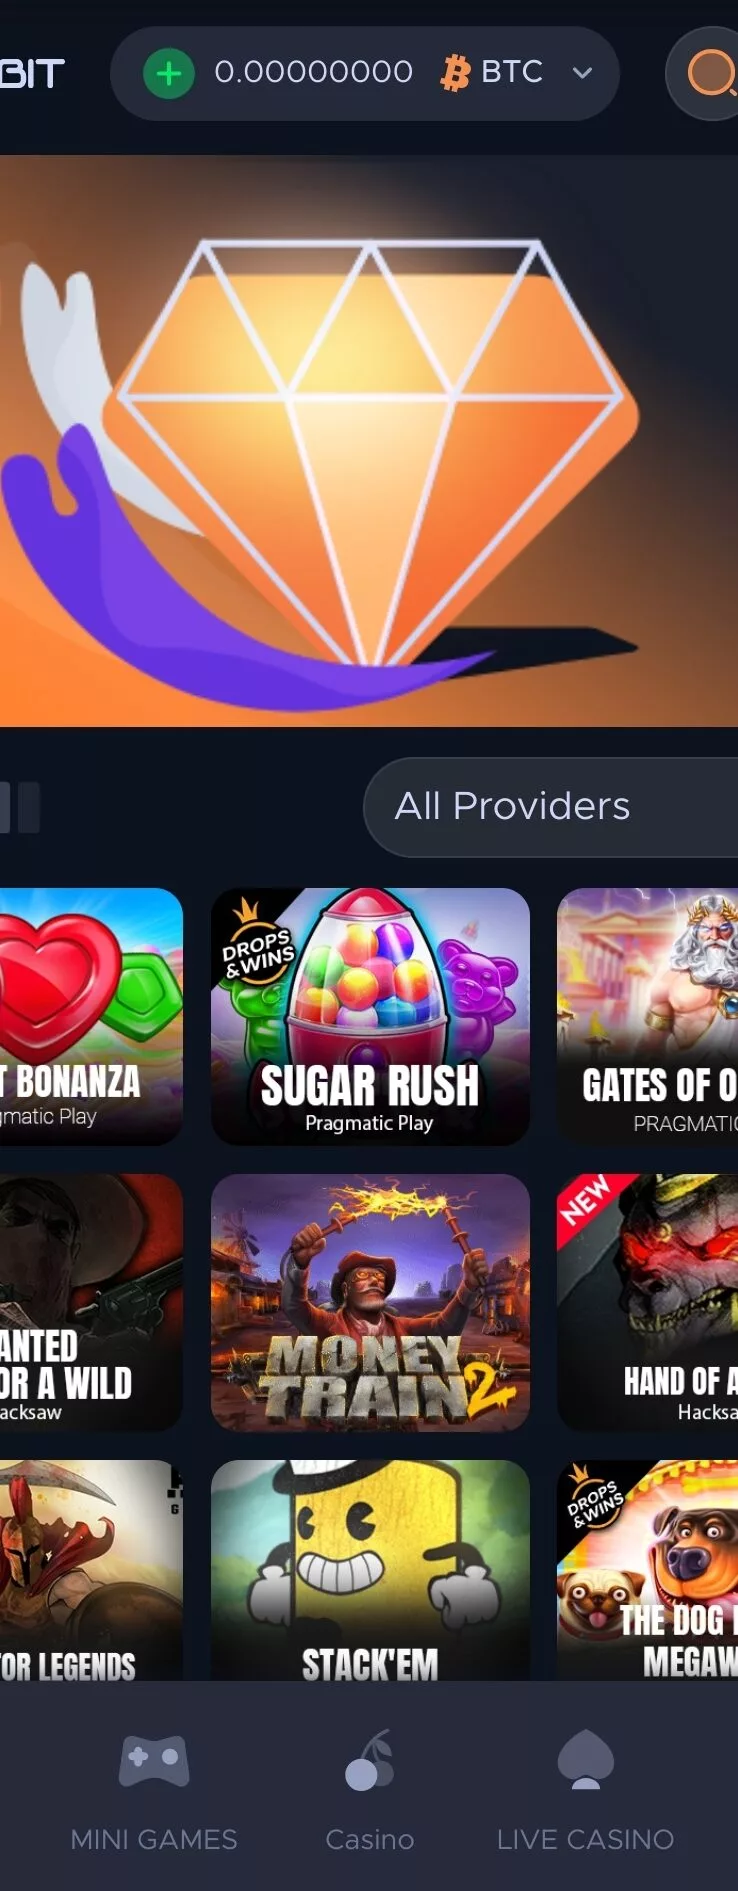 BIT
0.00000000 BTC
All Providers
T BONANZA
gmatic Play
DROPS
& WINS
SUGAR RUSH
Pragmatic Play
GATES OF O
PRAGMATIC
ANTED
OR A WILD
acksaw
MONEY
TRAIN 2
NEW
HAND OF A
Hacksa
OR LEGENDS
G
STACK'EM
DROPS
& WINS
THE DOG
MEGAW
MINI GAMES
Casino
LIVE CASINO